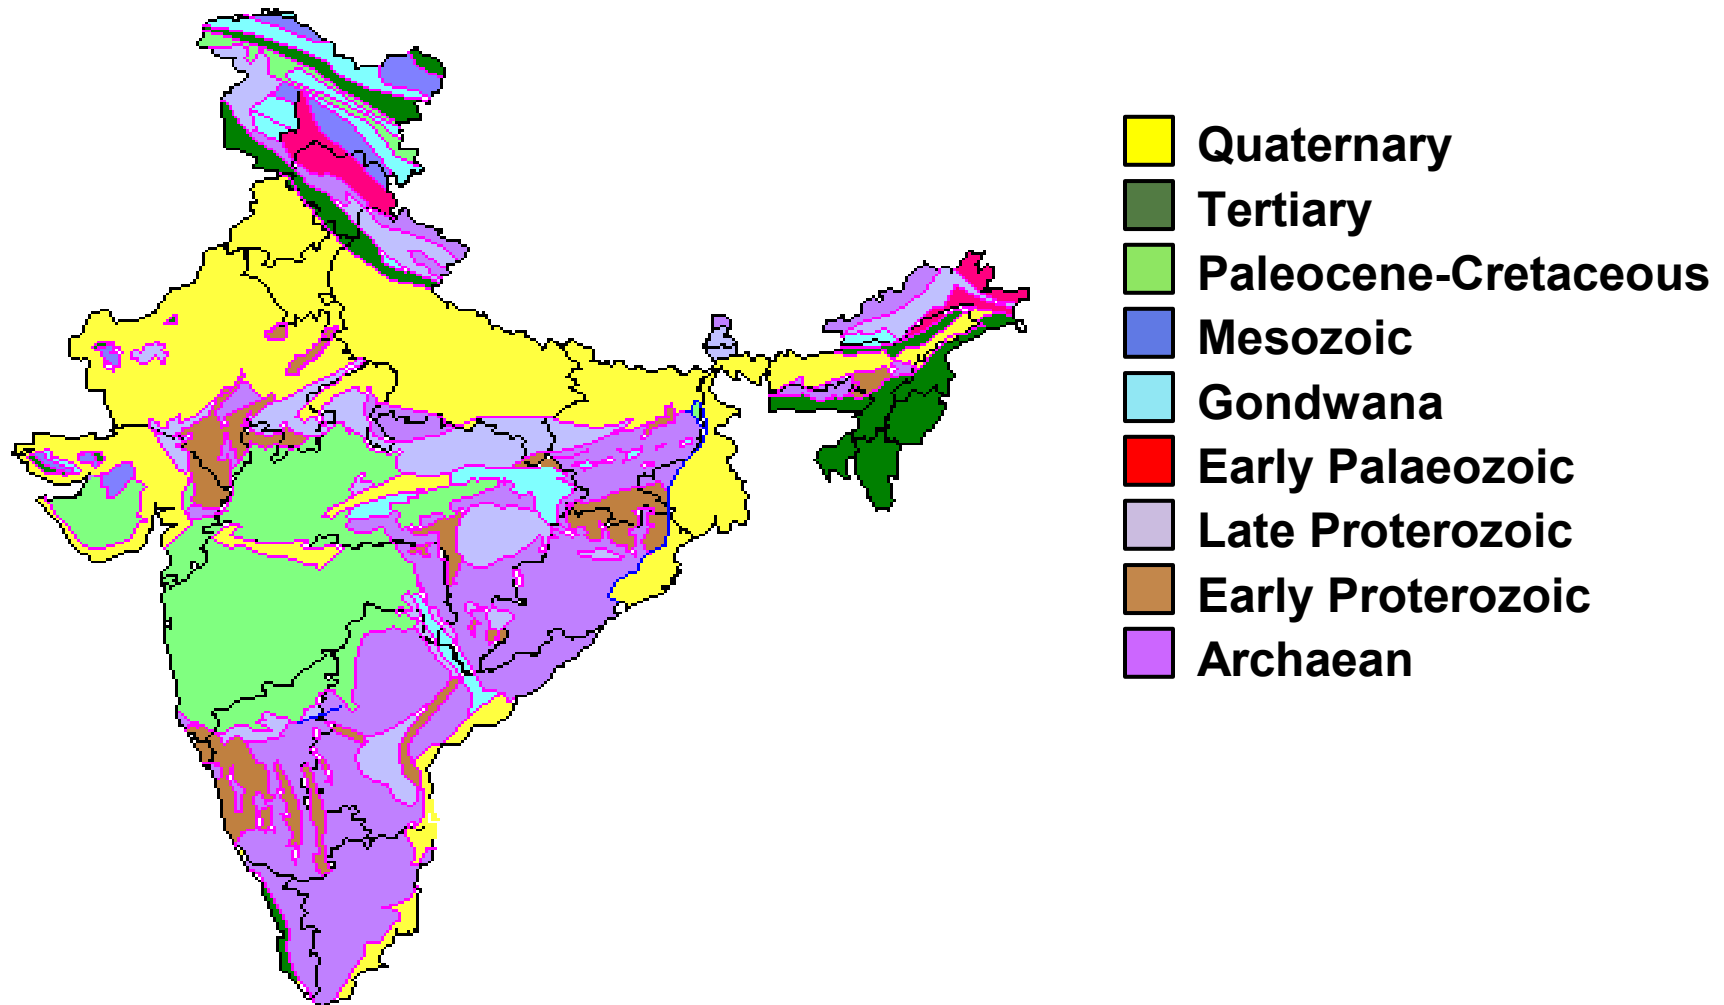 Quaternary
Tertiary
Paleocene-Cretaceous
Mesozoic
Gondwana
Early Palaeozoic
Late Proterozoic
Early Proterozoic
Archaean